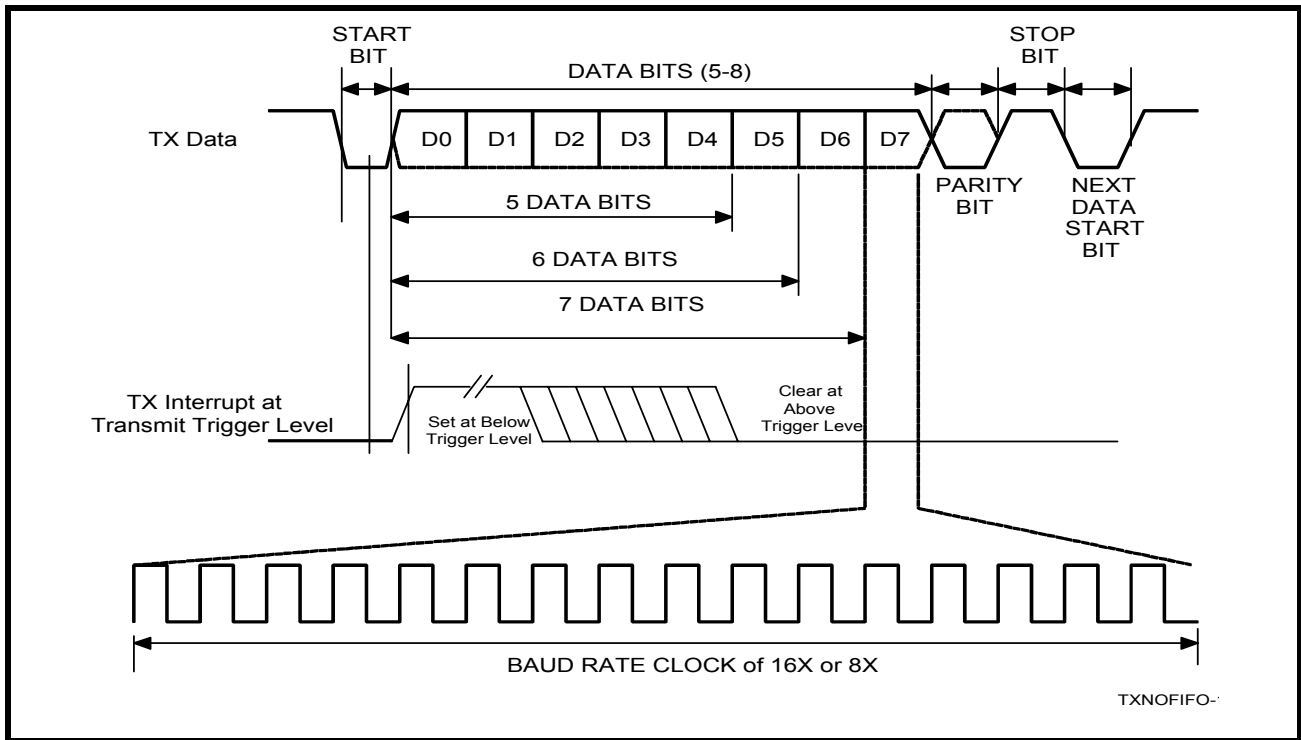 START
BIT
DATA BITS (5-8)
STOP
BIT
TX Data
D0 D1 D2 D3 D4 D5 D6 D7
PARITY
BIT
NEXT
DATA
START
BIT
5 DATA BITS
6 DATA BITS
7 DATA BITS
TX Interrupt at
Transmit Trigger Level
Set at Below
Trigger Level
Clear at
Above
Trigger Level
BAUD RATE CLOCK of 16X or 8X
TXNOFIFO-